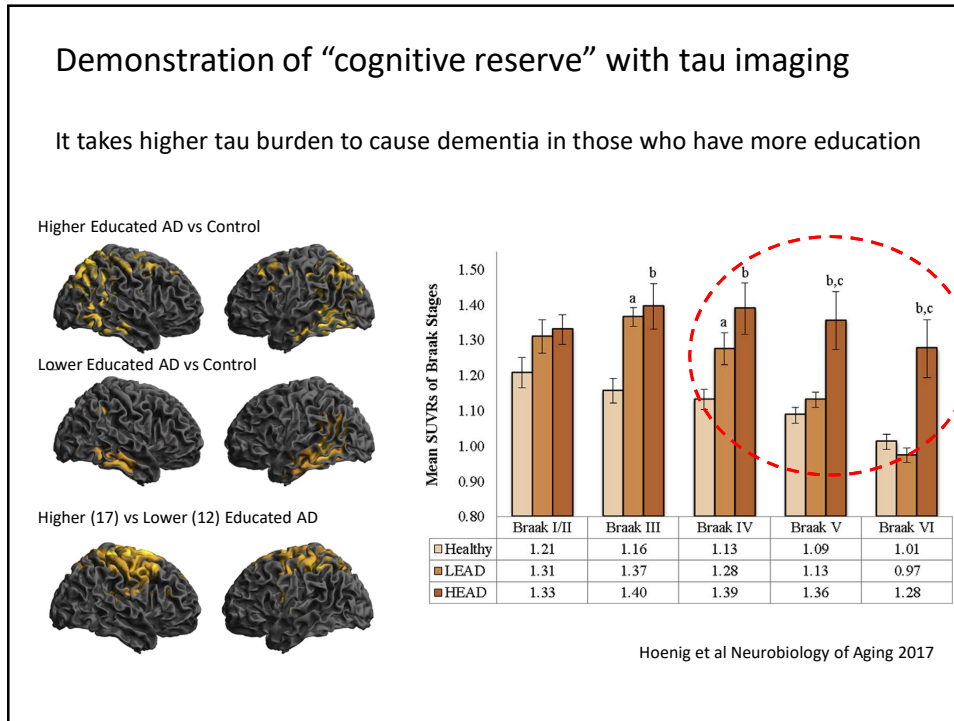 Demonstration of “cognitive reserve” with tau imaging
It takes higher tau burden to cause dementia in those who have more education
Higher Educated AD vs Control
Lower Educated AD vs Control
Higher (17) vs Lower (12) Educated AD
Mean SUVRs of Braak Stages
1.50
1.40
1.30
1.20
1.10
1.00
0.90
0.80
a
b
a
b
b,c
b,c
Braak I/II Braak III Braak IV Braak V Braak VI
Healthy 1.21 1.16 1.13 1.09 1.01
LEAD 1.31 1.37 1.28 1.13 0.97
HEAD 1.33 1.40 1.39 1.36 1.28
Hoenig et al Neurobiology of Aging 2017